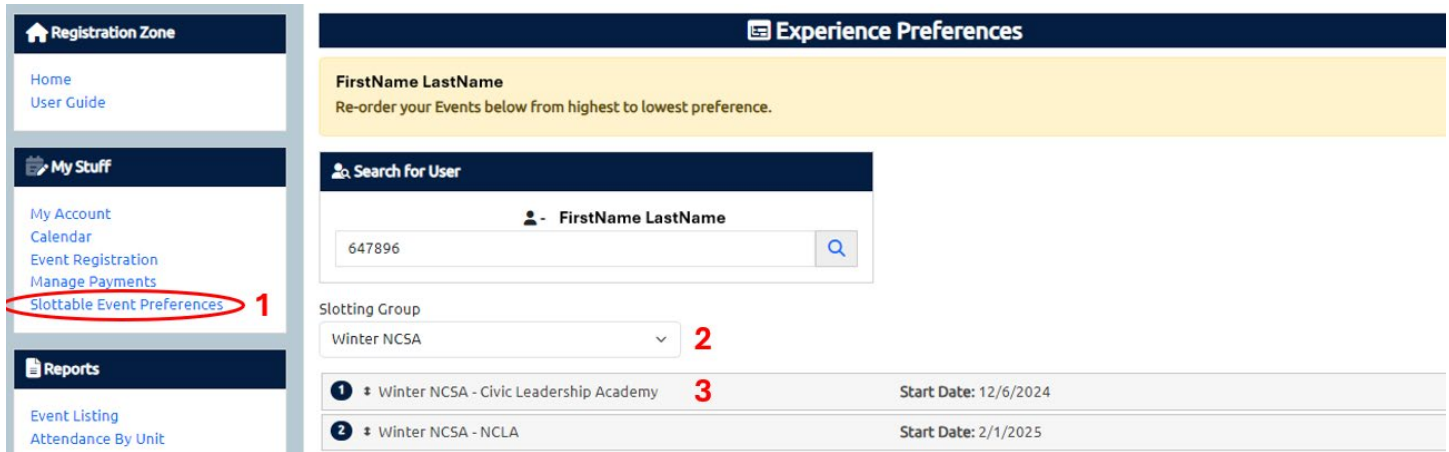 Registration Zone
Home
User Guide
My Stuff
My Account
Calendar
Event Registration
Manage Payments
Slottable Event Preferences 1
Reports
Event Listing
Attendance By Unit
Experience Preferences
FirstName LastName
Re-order your Events below from highest to lowest preference.
Search for User
- FirstName LastName
647896
Slotting Group
Winter NCSA 2
1 Winter NCSA - Civic Leadership Academy 3 Start Date: 12/6/2024
2 Winter NCSA - NCLA Start Date: 2/1/2025